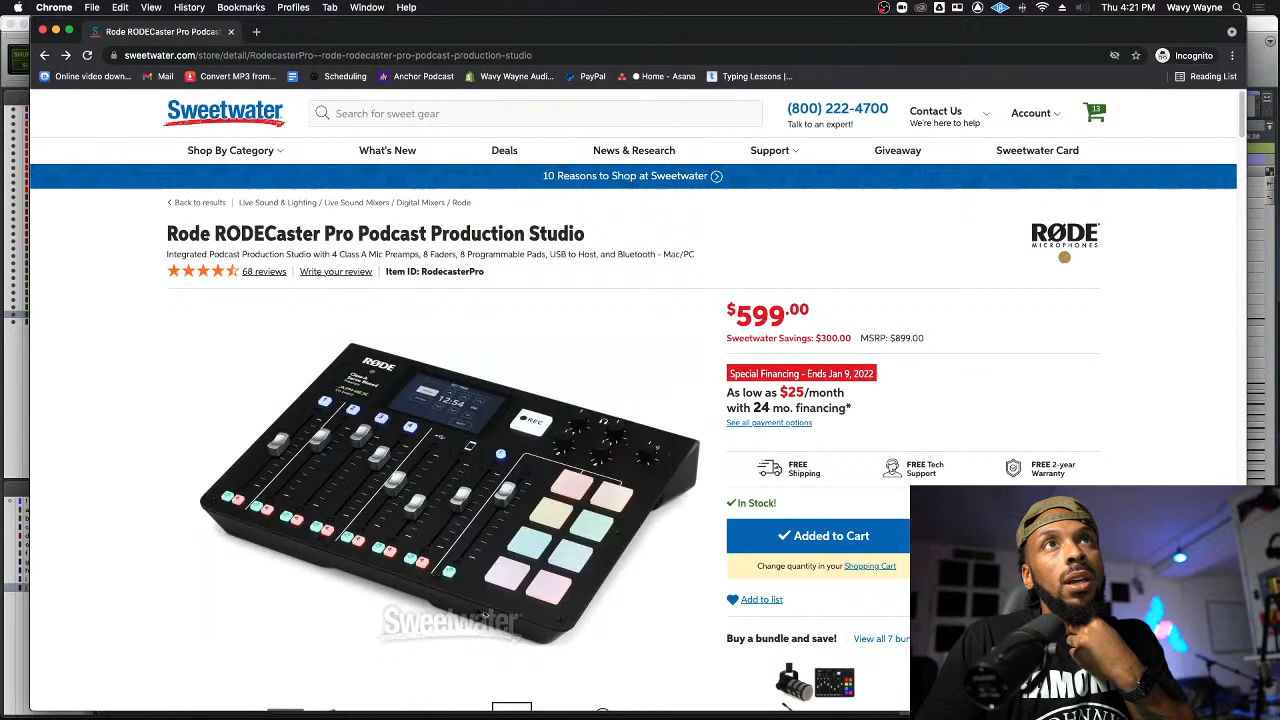 Chrome File Edit View History Bookmarks Profiles Tab Window Help
Thu 4:21 PM Wavy Wayne
Rode RODECaster Pro Podcast
sweetwater.com/store/detail/RodecasterPro--rode-rodecaster-pro-podcast-production-studio
Incognito
Online video down... Mail Convert MP3 from... Scheduling Anchor Podcast Wavy Wayne Audi... PayPal Home - Asana Typing Lessons |... Reading List
Sweetwater
Search for sweet gear
(800) 222-4700
Talk to an expert!
Contact Us
We're here to help
Account
13
Shop By Category What's New Deals News & Research Support Giveaway Sweetwater Card
10 Reasons to Shop at Sweetwater
Back to results Live Sound & Lighting / Live Sound Mixers / Digital Mixers / Rode
Rode RODECaster Pro Podcast Production Studio
Integrated Podcast Production Studio with 4 Class A Mic Preamps, 8 Faders, 8 Programmable Pads, USB to Host, and Bluetooth - Mac/PC
68 reviews Write your review Item ID: RodecasterPro
RØDE
MICROPHONES
$599.00
Sweetwater Savings: $300.00 MSRP: $899.00
Special Financing - Ends Jan 9, 2022
As low as $25/month
with 24 mo. financing*
See all payment options
FREE
Shipping
FREE Tech
Support
FREE 2-year
Warranty
In Stock!
Added to Cart
Change quantity in your Shopping Cart
Add to list
Buy a bundle and save! View all 7 bun
RØDE
APHEX
12:54
REC
1
2
3
4
Sweetwater